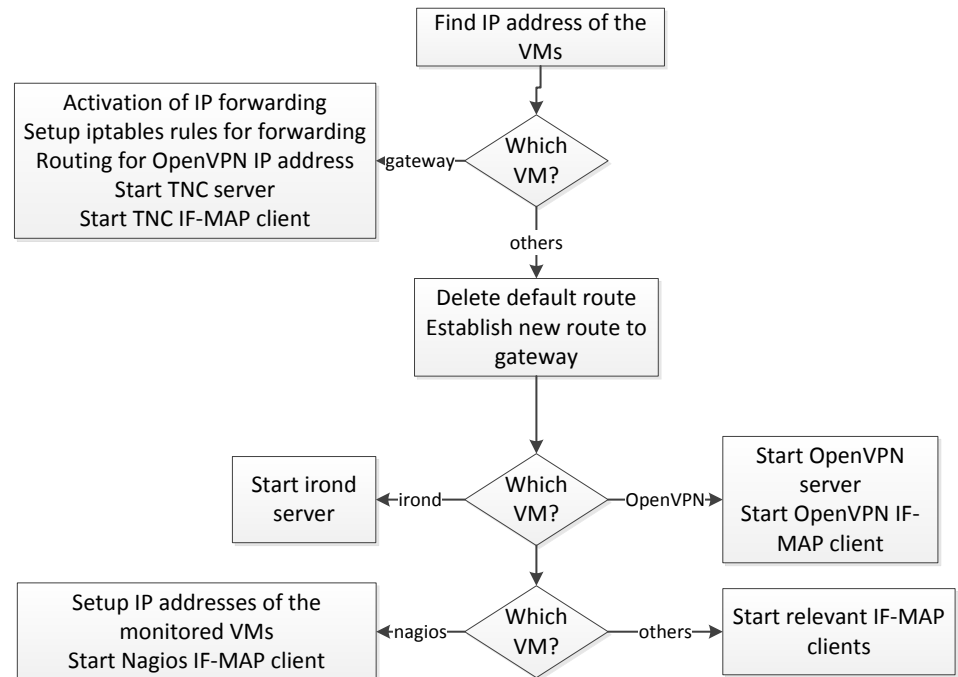 Find IP address of the
VMs
Activation of IP forwarding
Setup iptables rules for forwarding
Routing for OpenVPN IP address
Start TNC server
Start TNC IF-MAP client
gateway
Which
VM?
others
Delete default route
Establish new route to
gateway
Start irond
server
irond
Which
VM?
OpenVPN
Start OpenVPN
server
Start OpenVPN IF-
MAP client
Setup IP addresses of the
monitored VMs
Start Nagios IF-MAP client
nagios
Which
VM?
others
Start relevant IF-MAP
clients